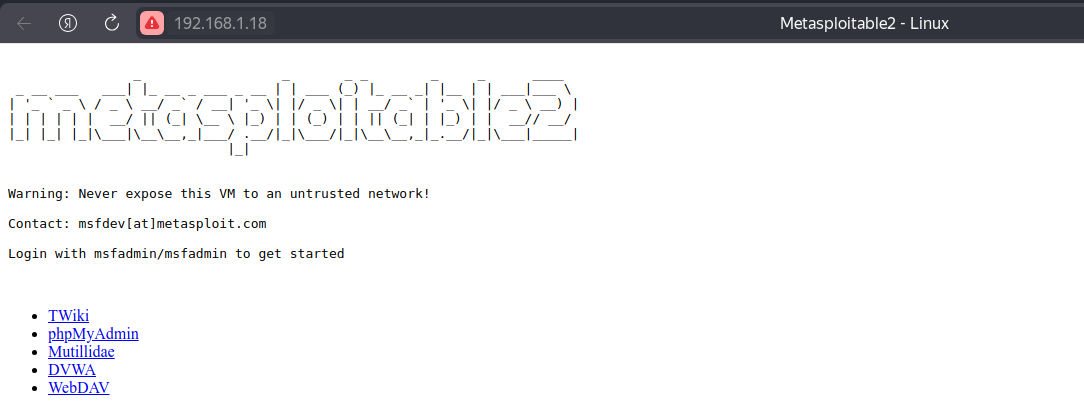 192.168.1.18 Metasploitable2 - Linux
metasploitable2
Warning: Never expose this VM to an untrusted network!
Contact: msfdev[at]metasploit.com
Login with msfadmin/msfadmin to get started
TWiki
phpMyAdmin
Mutillidae
DVWA
WebDAV